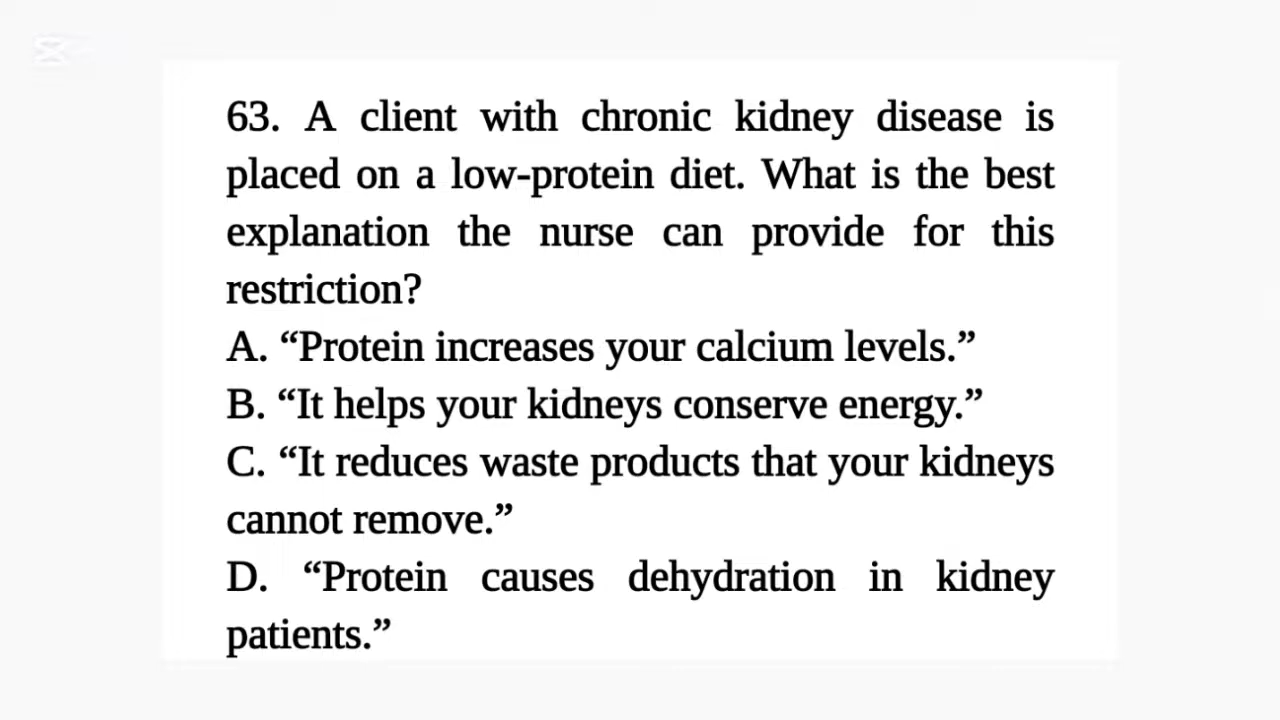 63. A client with chronic kidney disease is
placed on a low-protein diet. What is the best
explanation the nurse can provide for this
restriction?
A. “Protein increases your calcium levels.”
B. “It helps your kidneys conserve energy.”
C. “It reduces waste products that your kidneys
cannot remove.”
D. “Protein causes dehydration in kidney
patients.”